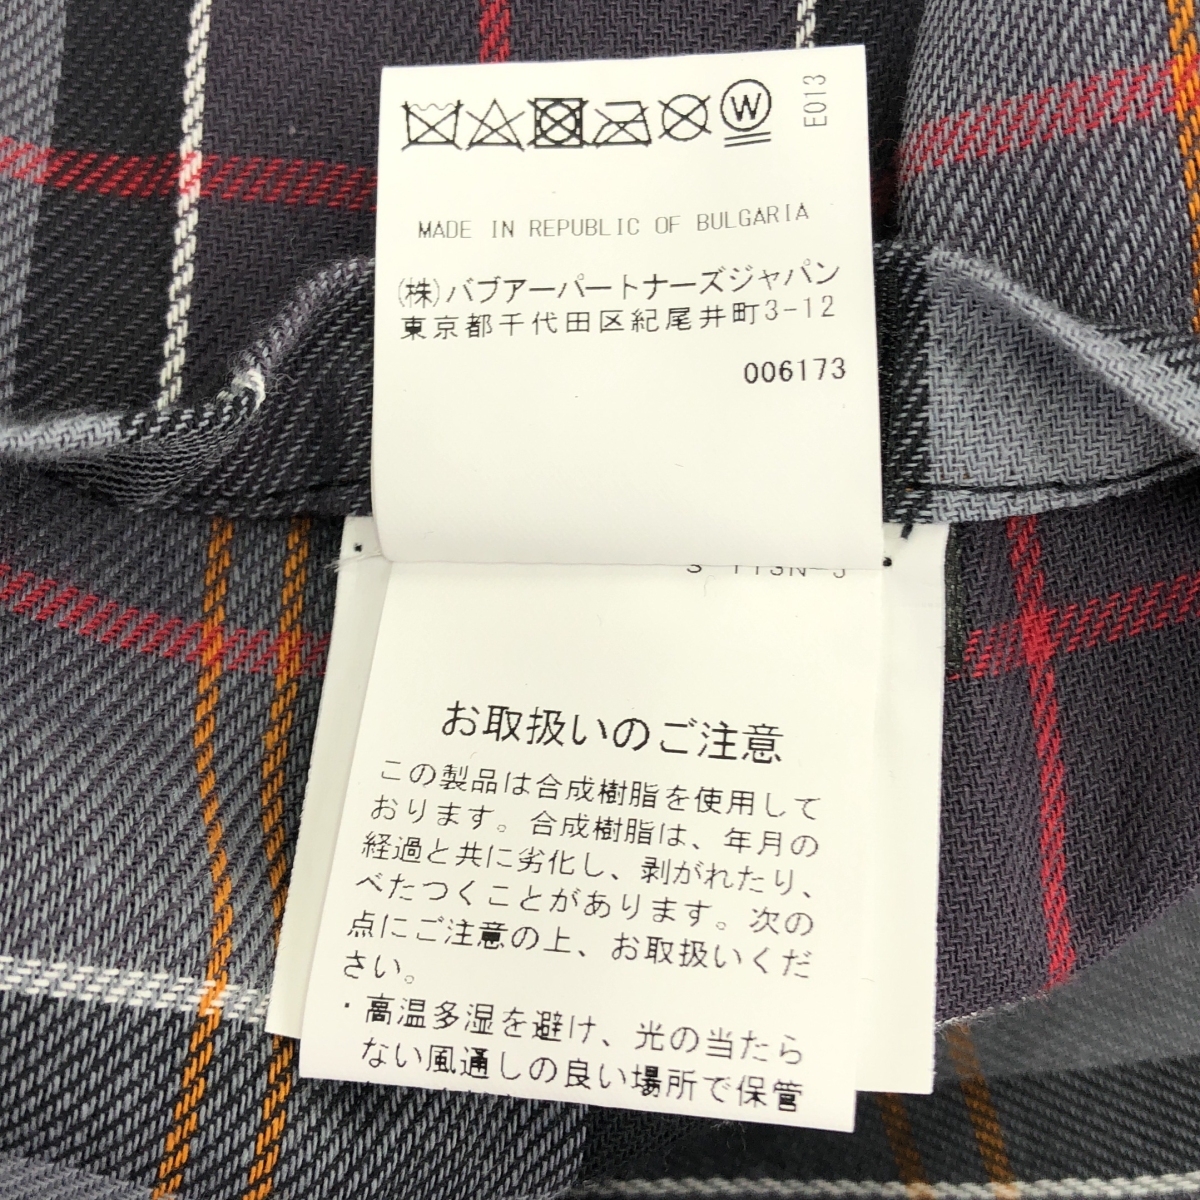 W
E013
MADE IN REPUBLIC OF BULGARIA
(株)バブアーパートナーズジャパン
東京都千代田区紀尾井町3-12
006173
お取扱いのご注意
この製品は合成樹脂を使用して
おります。合成樹脂は、年月の
経過と共に劣化し、剥がれたり、
べたつくことがあります。次の
点にご注意の上、お取扱いくだ
さい。
・高温多湿を避け、光の当たら
ない風通しの良い場所で保管